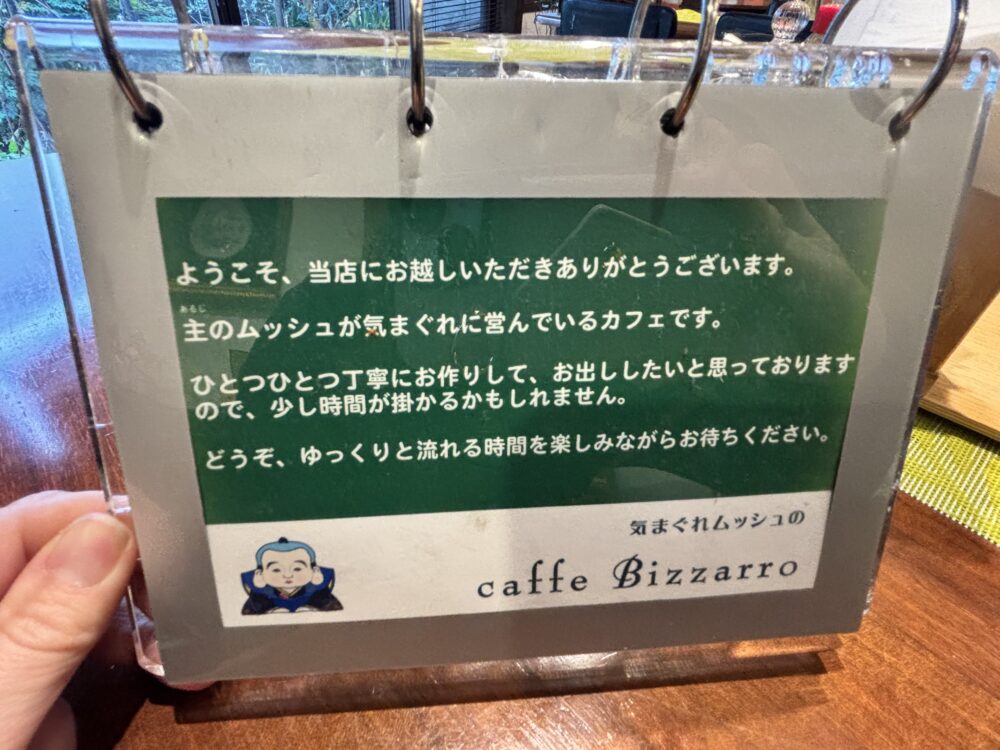 ようこそ、当店にお越しいただきありがとうございます。
あるじ
主のムッシュが気まぐれに営んでいるカフェです。
ひとつひとつ丁寧にお作りして、お出ししたいと思っております
ので、少し時間が掛かるかもしれません。
どうぞ、ゆっくりと流れる時間を楽しみながらお待ちください。
気まぐれムッシュの
caffe Bizzarro